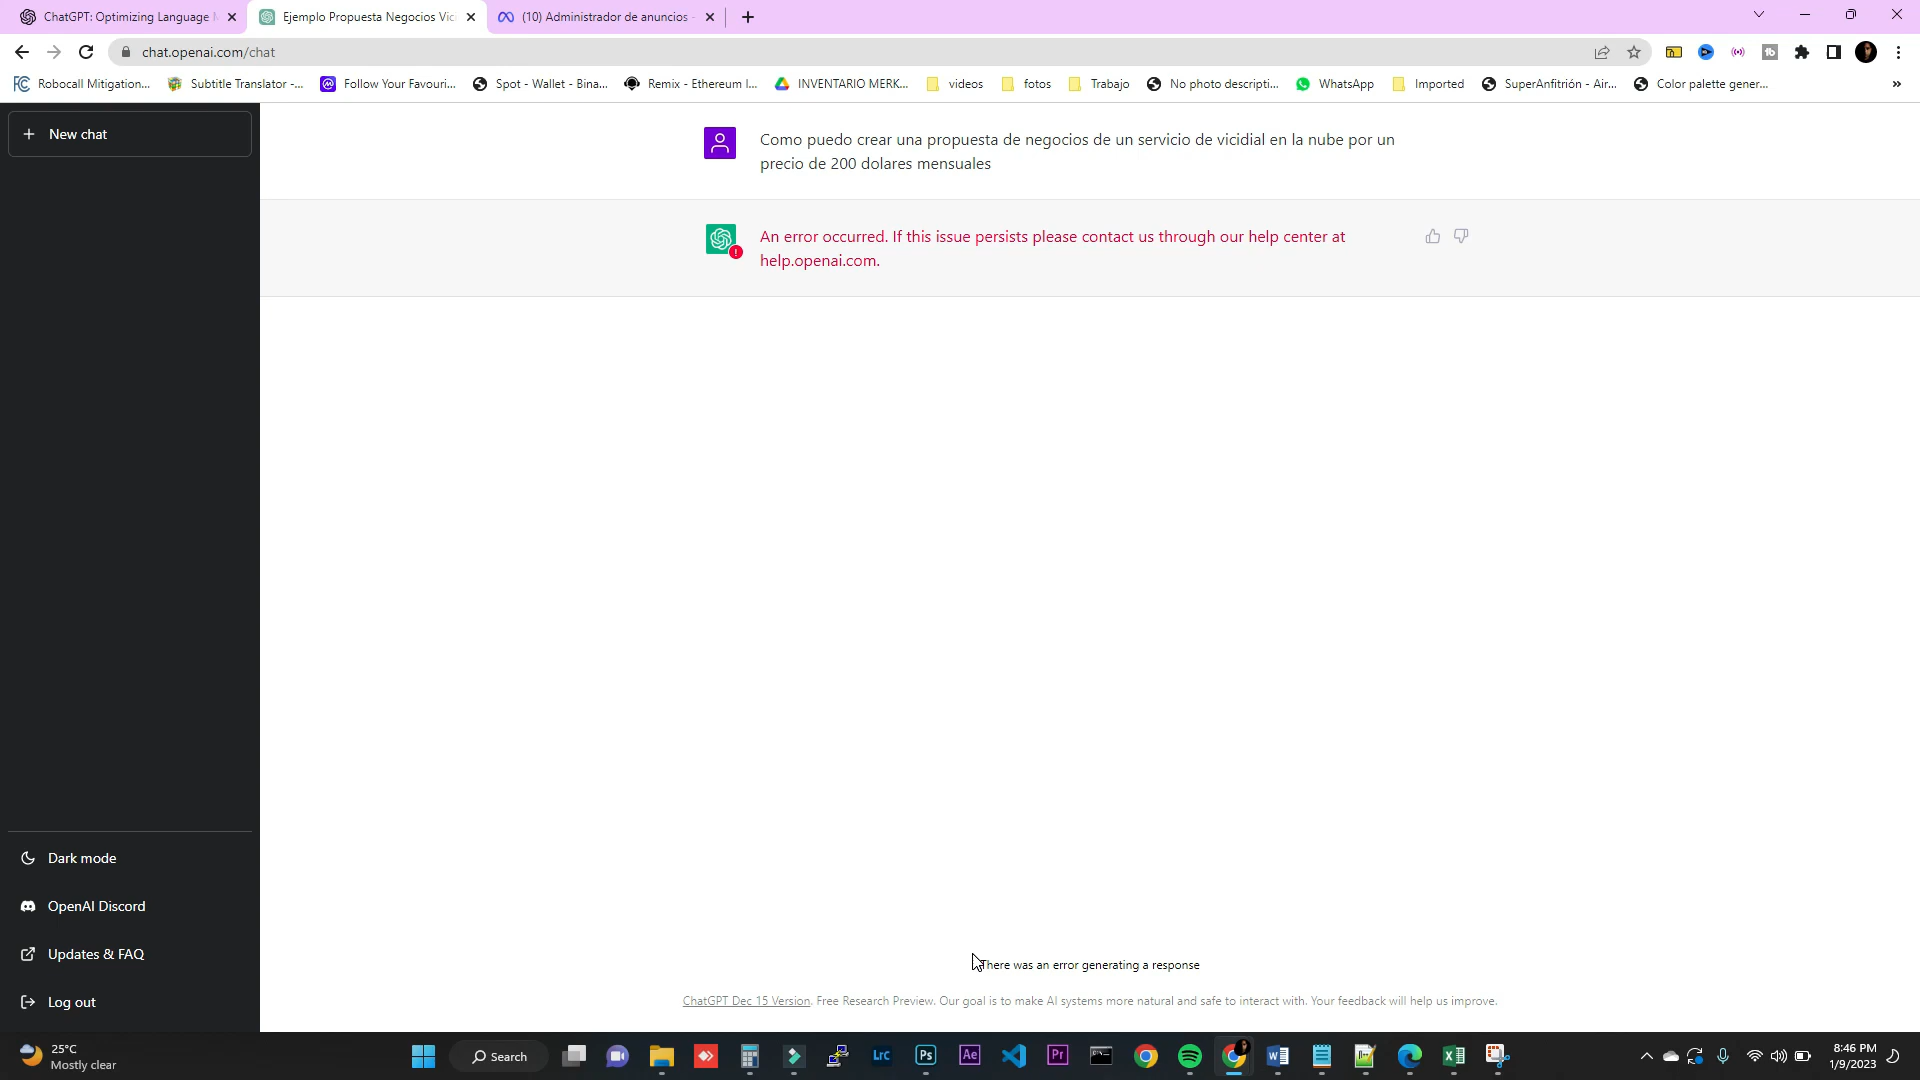 ChatGPT: Optimizing Language M
Ejemplo Propuesta Negocios Vic
(10) Administrador de anuncios -
chat.openai.com/chat
Robocall Mitigation...
Subtitle Translator -...
Follow Your Favouri...
Spot - Wallet - Bina...
Remix - Ethereum I...
INVENTARIO MERK...
videos
fotos
Trabajo
No photo descripti...
WhatsApp
Imported
SuperAnfitrión - Air...
Color palette gener...
»
New chat
Como puedo crear una propuesta de negocios de un servicio de vicidial en la nube por un
precio de 200 dolares mensuales
An error occurred. If this issue persists please contact us through our help center at
help.openai.com.
Dark mode
OpenAI Discord
Updates & FAQ
Log out
There was an error generating a response
ChatGPT Dec 15 Version. Free Research Preview. Our goal is to make AI systems more natural and safe to interact with. Your feedback will help us improve.
25°C
Mostly clear
Search
Lrc
Ps
Ae
Pr
8:46 PM
1/9/2023